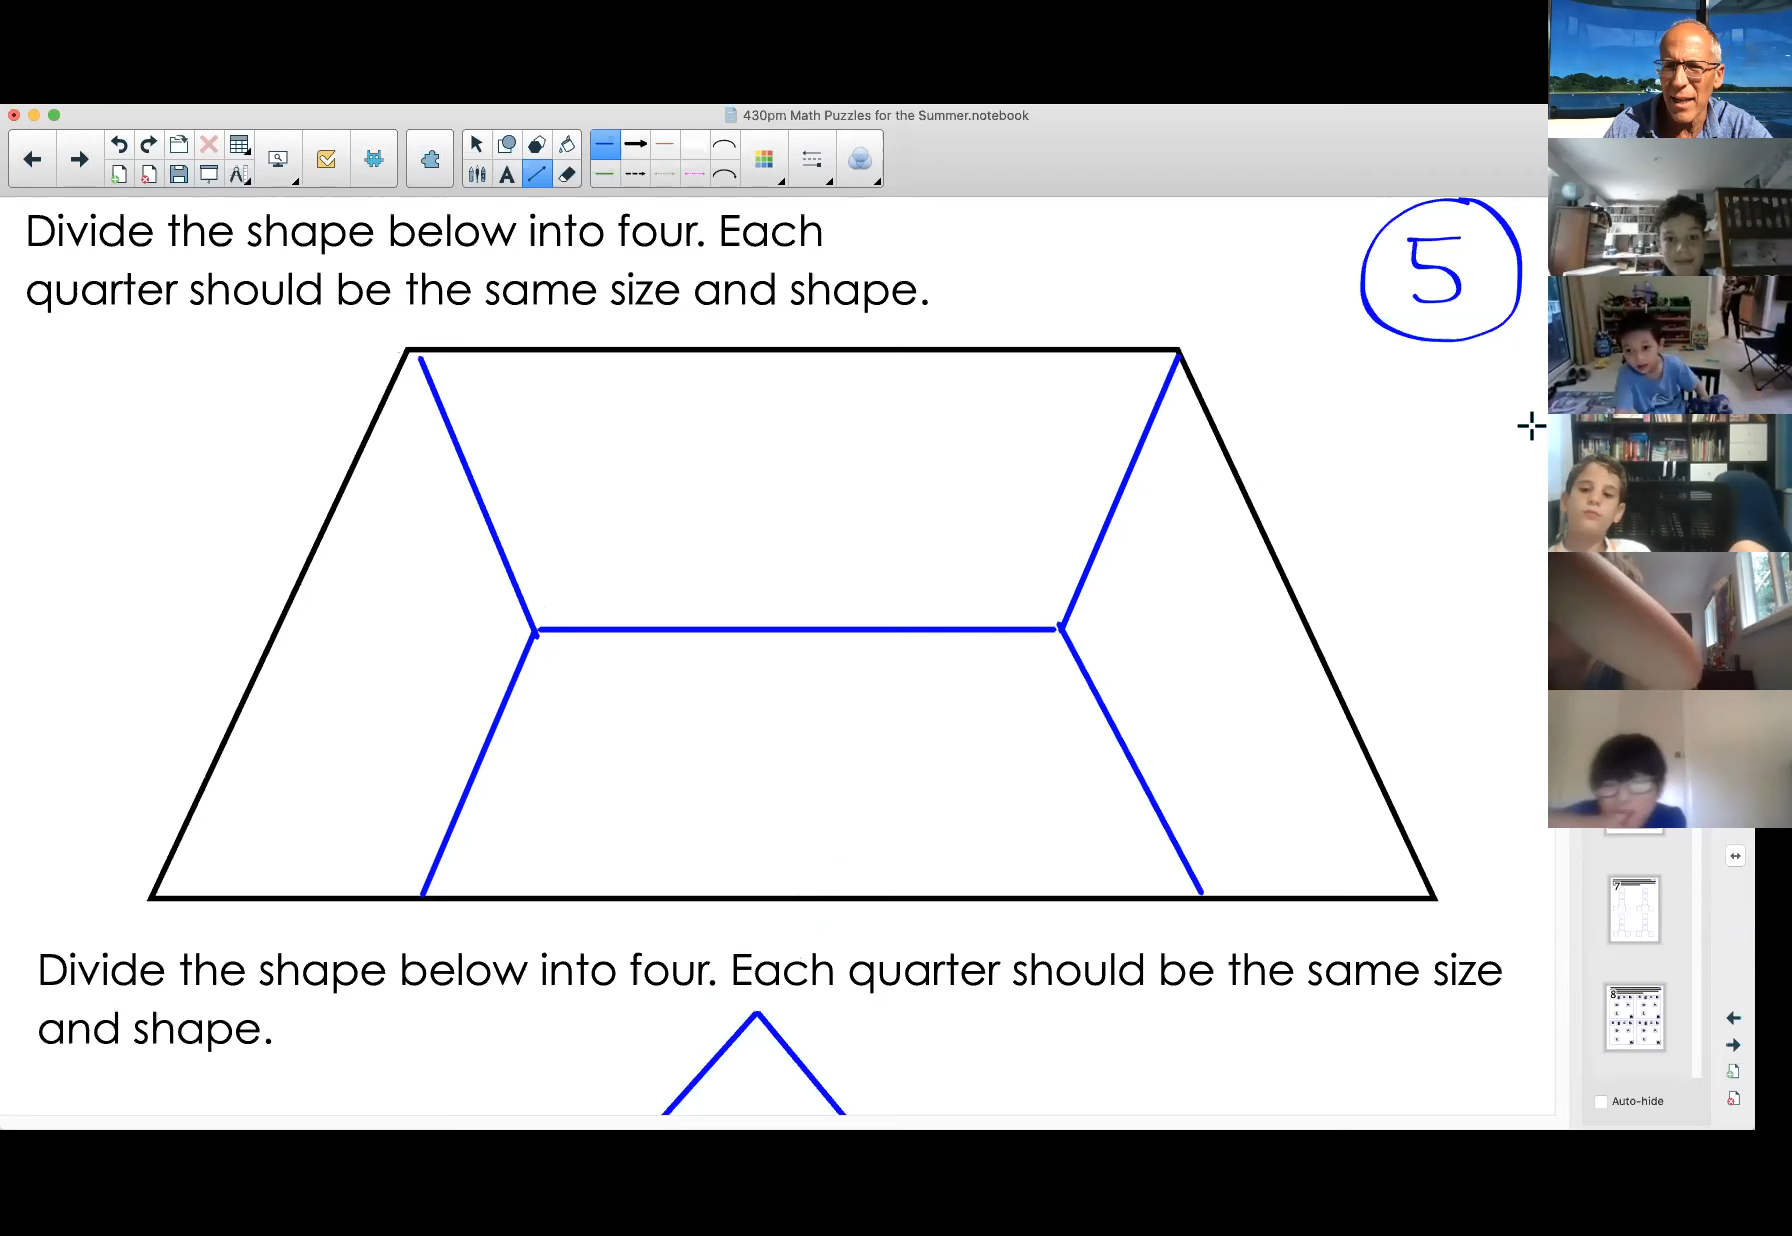 430pm Math Puzzles for the Summer.notebook
Divide the shape below into four. Each
quarter should be the same size and shape.
5
Divide the shape below into four. Each quarter should be the same size
and shape.
7
8
Auto-hide